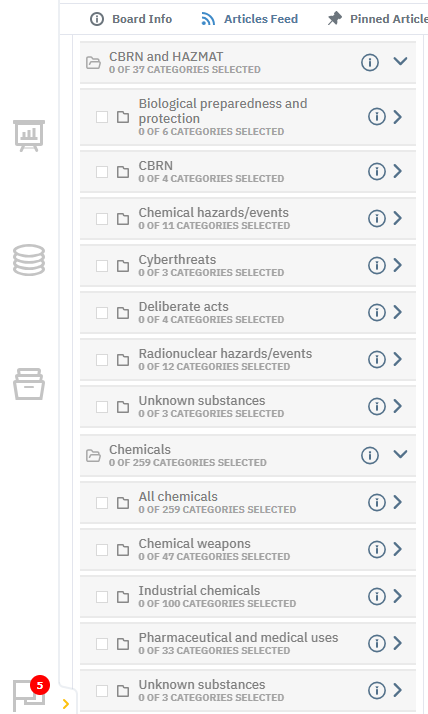 Board Info
Articles Feed
Pinned Article
CBRN and HAZMAT
0 OF 37 CATEGORIES SELECTED
Biological preparedness and
protection
0 OF 6 CATEGORIES SELECTED
CBRN
0 OF 4 CATEGORIES SELECTED
Chemical hazards/events
0 OF 11 CATEGORIES SELECTED
Cyberthreats
0 OF 3 CATEGORIES SELECTED
Deliberate acts
0 OF 4 CATEGORIES SELECTED
Radionuclear hazards/events
0 OF 12 CATEGORIES SELECTED
Unknown substances
0 OF 3 CATEGORIES SELECTED
Chemicals
0 OF 259 CATEGORIES SELECTED
All chemicals
0 OF 259 CATEGORIES SELECTED
Chemical weapons
0 OF 47 CATEGORIES SELECTED
Industrial chemicals
0 OF 100 CATEGORIES SELECTED
Pharmaceutical and medical uses
0 OF 33 CATEGORIES SELECTED
Unknown substances
0 OF 3 CATEGORIES SELECTED
5